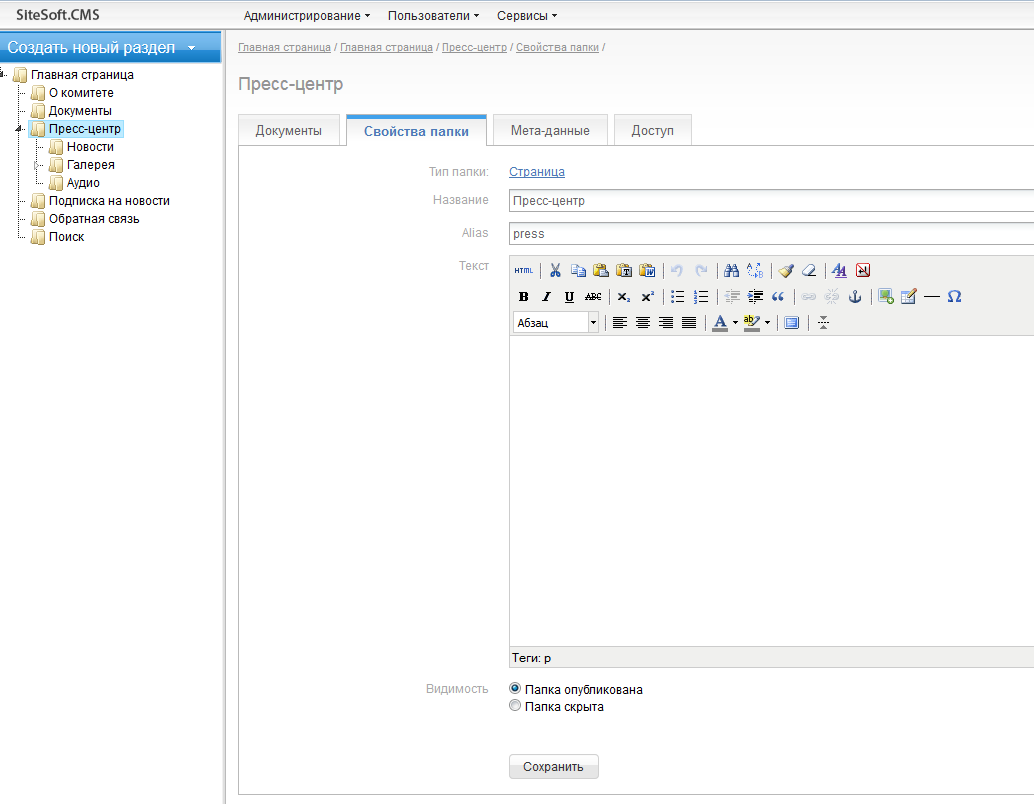 SiteSoft.CMS
Администрирование Пользователи Сервисы
Создать новый раздел
Главная страница
О комитете
Документы
Пресс-центр
Новости
Галерея
Аудио
Подписка на новости
Обратная связь
Поиск
Главная страница / Главная страница / Пресс-центр / Свойства папки /
Пресс-центр
Документы Свойства папки Мета-данные Доступ
Тип папки: Страница
Название Пресс-центр
Alias press
Текст
HTML
B I U ABC
Абзац
Теги: p
Видимость Папка опубликована
Папка скрыта
Сохранить